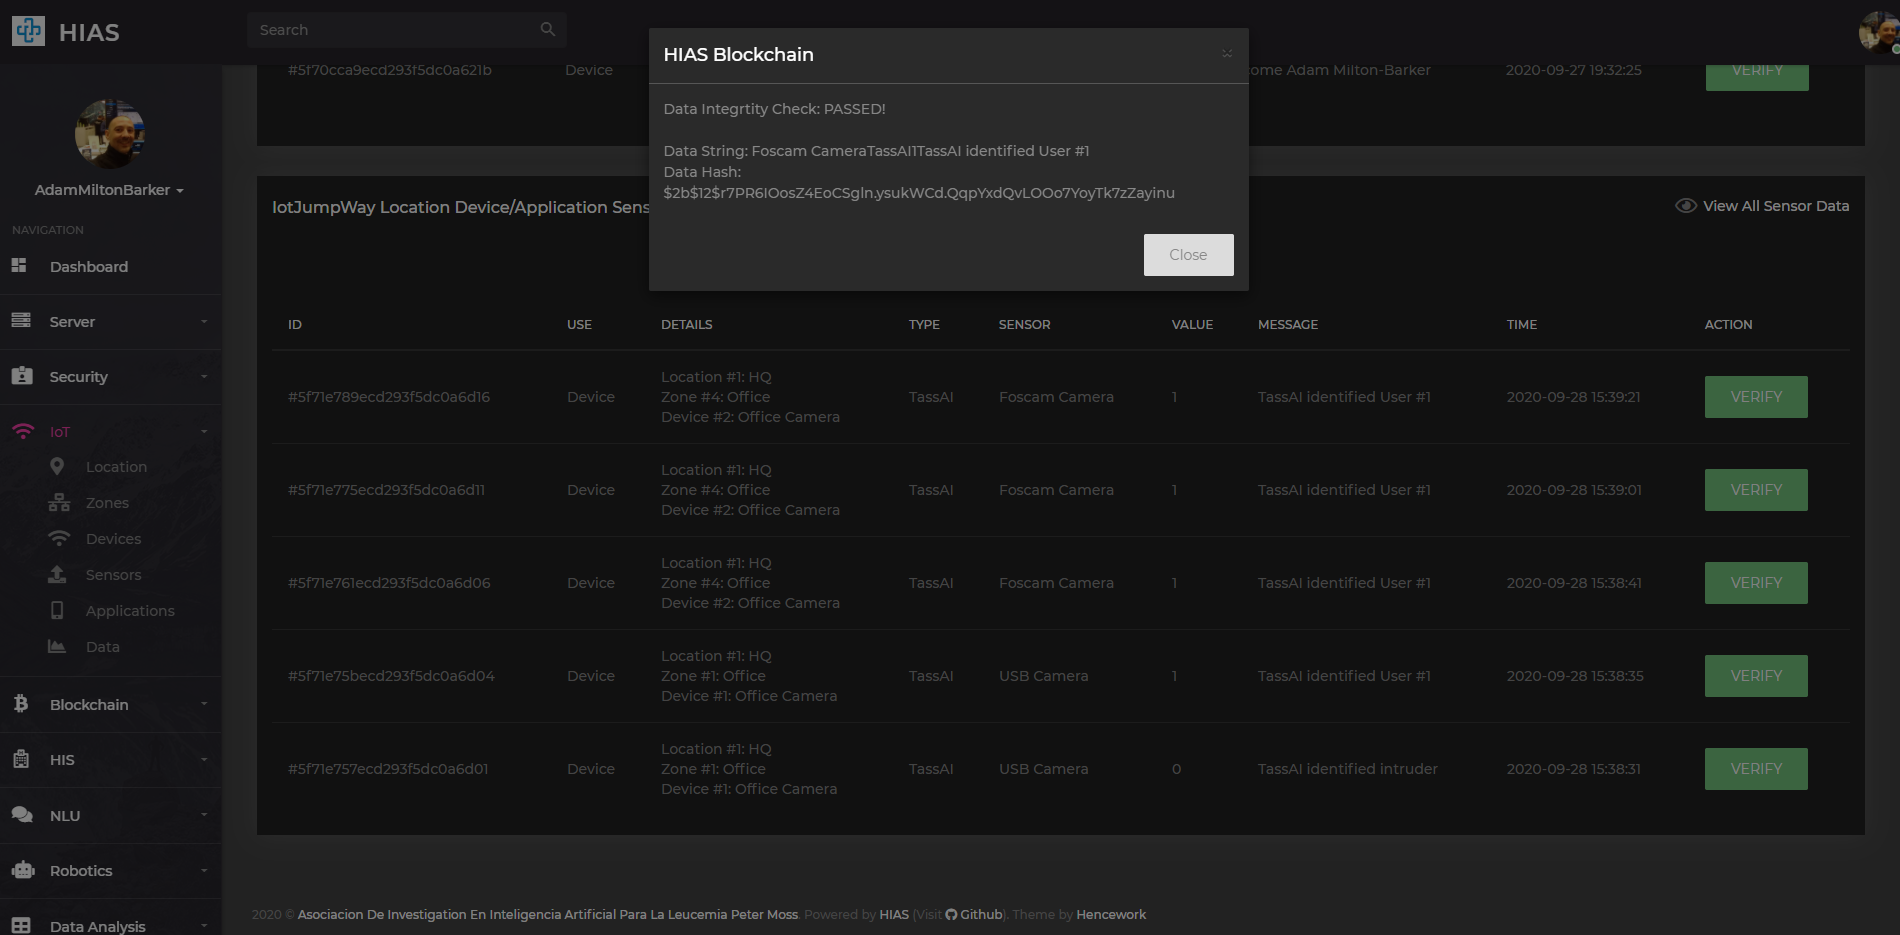 HIAS
Search
#5f70cca9ecd293f5dc0a621b Device come Adam Milton-Barker 2020-09-27 19:32:25 VERIFY
HIAS Blockchain
Data Integrtity Check: PASSED!
Data String: Foscam CameraTassAI1TassAI identified User #1
Data Hash:
$2b$12$r7PR6IOosZ4EoCSgln.ysukWCd.QqpYxdQvLOOo7YoyTk7zZayinu
Close
AdamMiltonBarker
NAVIGATION
Dashboard
Server
Security
IoT
Location
Zones
Devices
Sensors
Applications
Data
Blockchain
HIS
NLU
Robotics
Data Analysis
IotJumpWay Location Device/Application Sens
View All Sensor Data
ID USE DETAILS TYPE SENSOR VALUE MESSAGE TIME ACTION
Location #1: HQ
#5f71e789ecd293f5dc0a6d16 Device Zone #4: Office TassAI Foscam Camera 1 TassAI identified User #1 2020-09-28 15:39:21 VERIFY
Device #2: Office Camera
Location #1: HQ
#5f71e775ecd293f5dc0a6d11 Device Zone #4: Office TassAI Foscam Camera 1 TassAI identified User #1 2020-09-28 15:39:01 VERIFY
Device #2: Office Camera
Location #1: HQ
#5f71e761ecd293f5dc0a6d06 Device Zone #4: Office TassAI Foscam Camera 1 TassAI identified User #1 2020-09-28 15:38:41 VERIFY
Device #2: Office Camera
Location #1: HQ
#5f71e75becd293f5dc0a6d04 Device Zone #1: Office TassAI USB Camera 1 TassAI identified User #1 2020-09-28 15:38:35 VERIFY
Device #1: Office Camera
Location #1: HQ
#5f71e757ecd293f5dc0a6d01 Device Zone #1: Office TassAI USB Camera 0 TassAI identified intruder 2020-09-28 15:38:31 VERIFY
Device #1: Office Camera
2020 © Asociacion De Investigation En Inteligencia Artificial Para La Leucemia Peter Moss. Powered by HIAS (Visit Github). Theme by Hencework